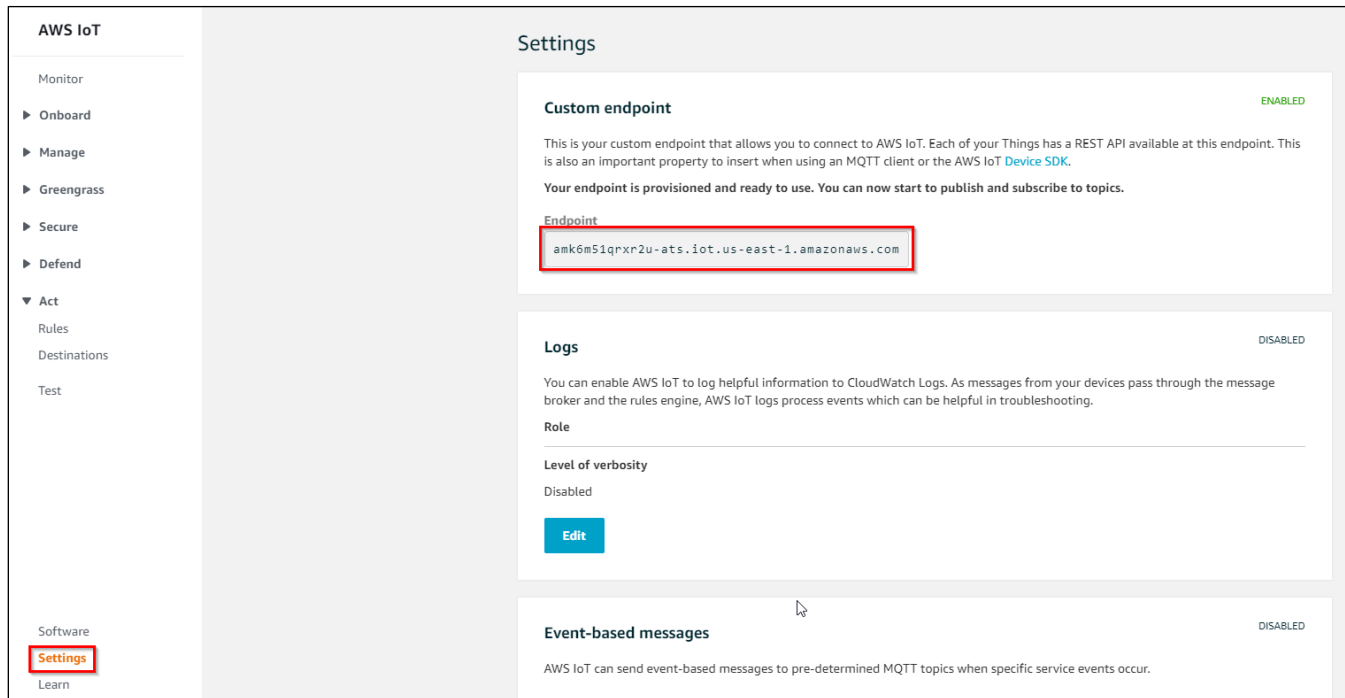 AWS IoT
Monitor
Onboard
Manage
Greengrass
Secure
Defend
Act
Rules
Destinations
Test
Software
Settings
Learn
Settings
Custom endpoint
ENABLED
This is your custom endpoint that allows you to connect to AWS IoT. Each of your Things has a REST API available at this endpoint. This
is also an important property to insert when using an MQTT client or the AWS IoT Device SDK.
Your endpoint is provisioned and ready to use. You can now start to publish and subscribe to topics.
Endpoint
amk6m51qrxr2u-ats.iot.us-east-1.amazonaws.com
Logs
DISABLED
You can enable AWS IoT to log helpful information to CloudWatch Logs. As messages from your devices pass through the message
broker and the rules engine, AWS IoT logs process events which can be helpful in troubleshooting.
Role
Level of verbosity
Disabled
Edit
Event-based messages
DISABLED
AWS IoT can send event-based messages to pre-determined MQTT topics when specific service events occur.